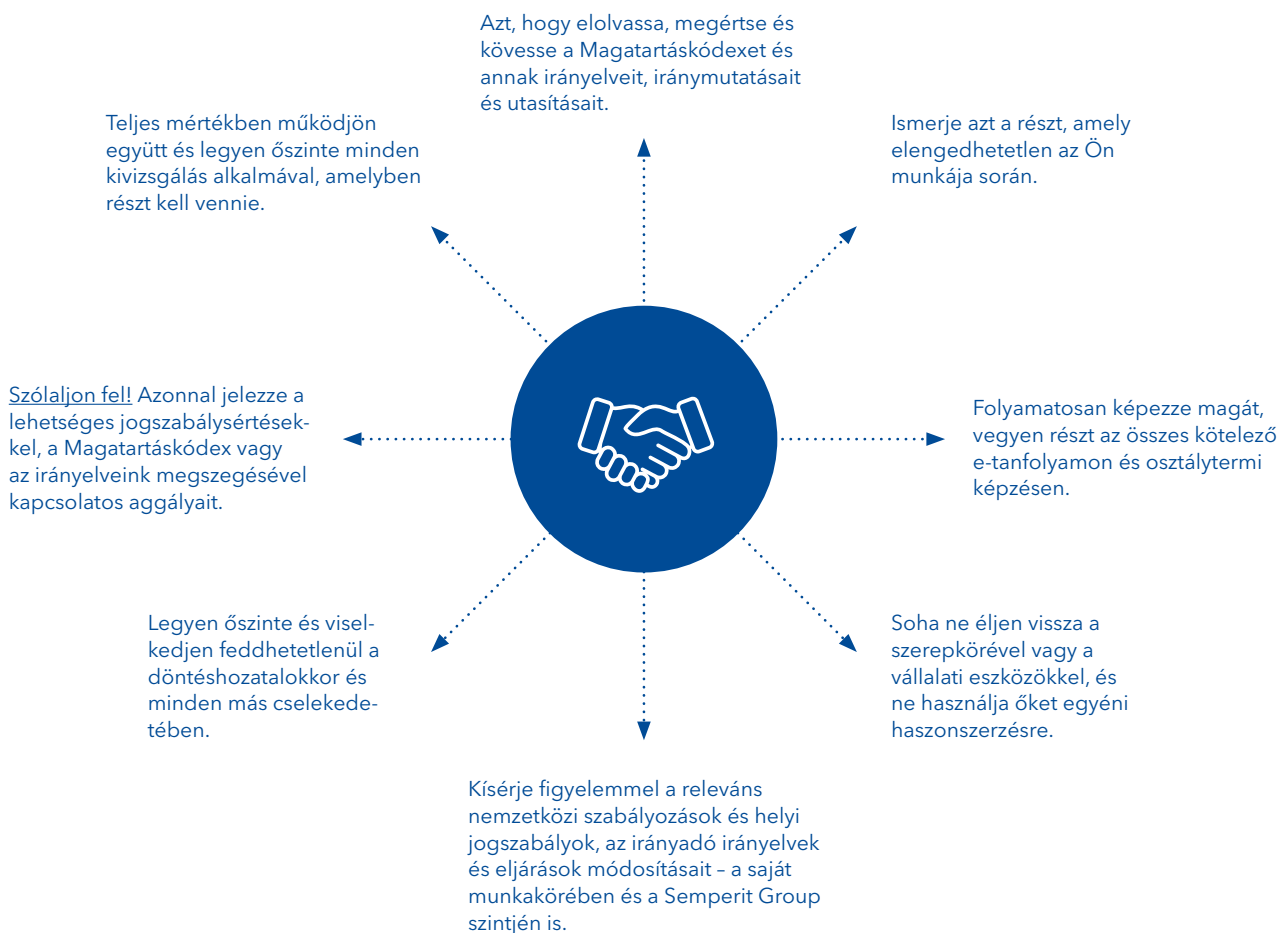 Azt, hogy elolvassa, megértse és
kövesse a Magatartáskódexet és
annak irányelveit, iránymutatásait
és utasításait.
Ismerje azt a részt, amely
elengedhetetlen az Ön
munkája során.
Folyamatosan képezze magát,
vegyen részt az összes kötelező
e-tanfolyamon és osztálytermi
képzésen.
Soha ne éljen vissza a
szerepkörével vagy a
vállalati eszközökkel, és
ne használja őket egyéni
haszonszerzésre.
Kísérje figyelemmel a releváns
nemzetközi szabályozások és helyi
jogszabályok, az irányadó irányelvek
és eljárások módosításait – a saját
munkakörében és a Semperit Group
szintjén is.
Legyen őszinte és visel-
kedjen feddhetetlenül a
döntéshozatalokkor és
minden más cselekede-
tében.
Szólaljon fel! Azonnal jelezze a
lehetséges jogszabálysértések-
kel, a Magatartáskódex vagy
az irányelveink megszegésével
kapcsolatos aggályait.
Teljes mértékben működjön
együtt és legyen őszinte minden
kivizsgálás alkalmával, amelyben
részt kell vennie.